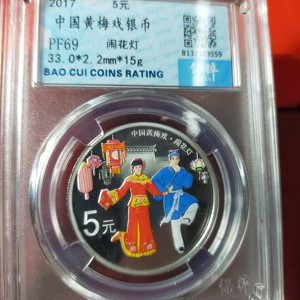 2017 5元
中国黄梅戏银币
PF69 闹花灯
33.0*2.2mm*15g
BAO CUI COINS RATING
中国黄梅戏·闹花灯
5元